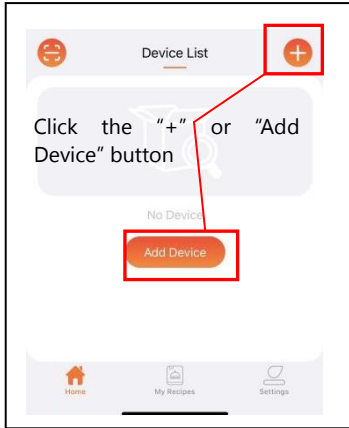 Device List
Click the "+" or "Add
Device" button
No Device
Add Device
Home
My Recipes
Settings